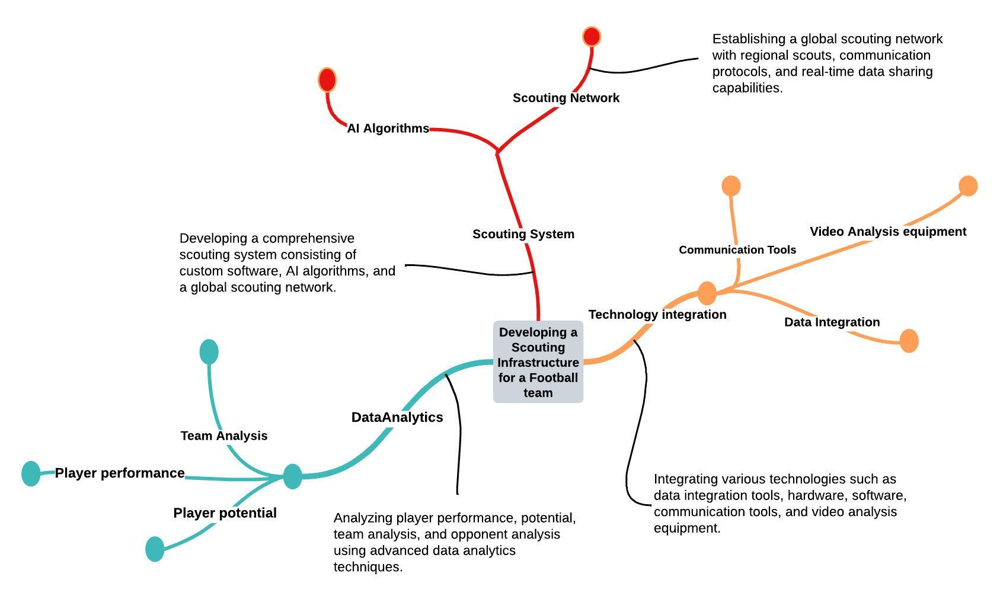 Establishing a global scouting network
with regional scouts, communication
protocols, and real-time data sharing
capabilities.
Scouting Network
AI Algorithms
Scouting System
Developing a comprehensive
scouting system consisting of
custom software, AI algorithms, and
a global scouting network.
Video Analysis equipment
Communication Tools
Technology integration
Data Integration
Developing a
Scouting
Infrastructure
for a Football
team
DataAnalytics
Team Analysis
Player performance
Player potential
Analyzing player performance, potential,
team analysis, and opponent analysis
using advanced data analytics
techniques.
Integrating various technologies such as
data integration tools, hardware, software,
communication tools, and video analysis
equipment.